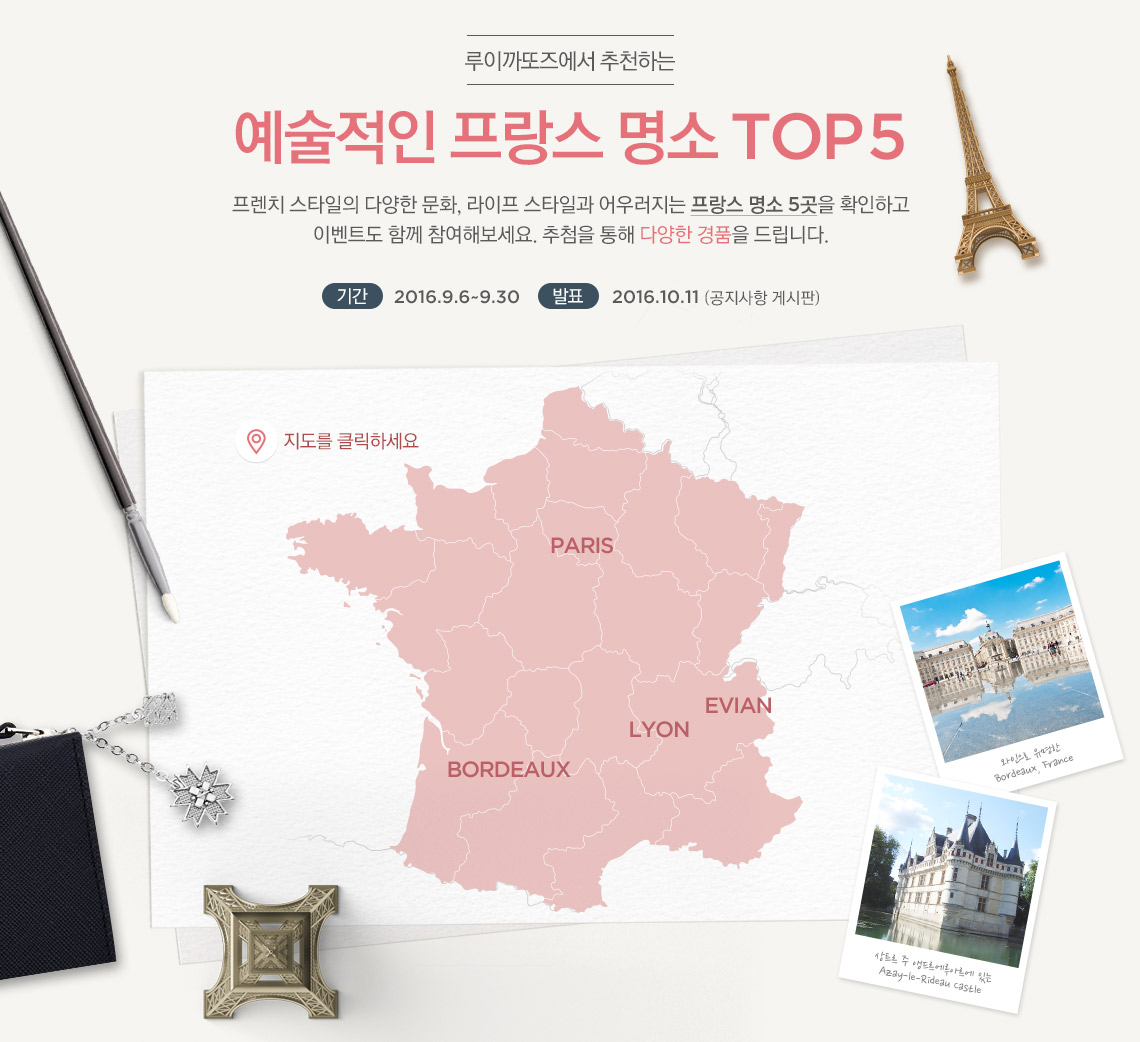 루이까또즈에서 추천하는
예술적인 프랑스 명소 TOP 5
프렌치 스타일의 다양한 문화, 라이프 스타일과 어우러지는 프랑스 명소 5곳을 확인하고
이벤트도 함께 참여해보세요. 추첨을 통해 다양한 경품을 드립니다.
기간 2016.9.6~9.30 발표 2016.10.11 (공지사항 게시판)
지도를 클릭하세요
PARIS
EVIAN
LYON
BORDEAUX
와인으로 유명한
Bordeaux, France
상트르 주 앵드르에루아르에 있는
Azay-le-Rideau castle